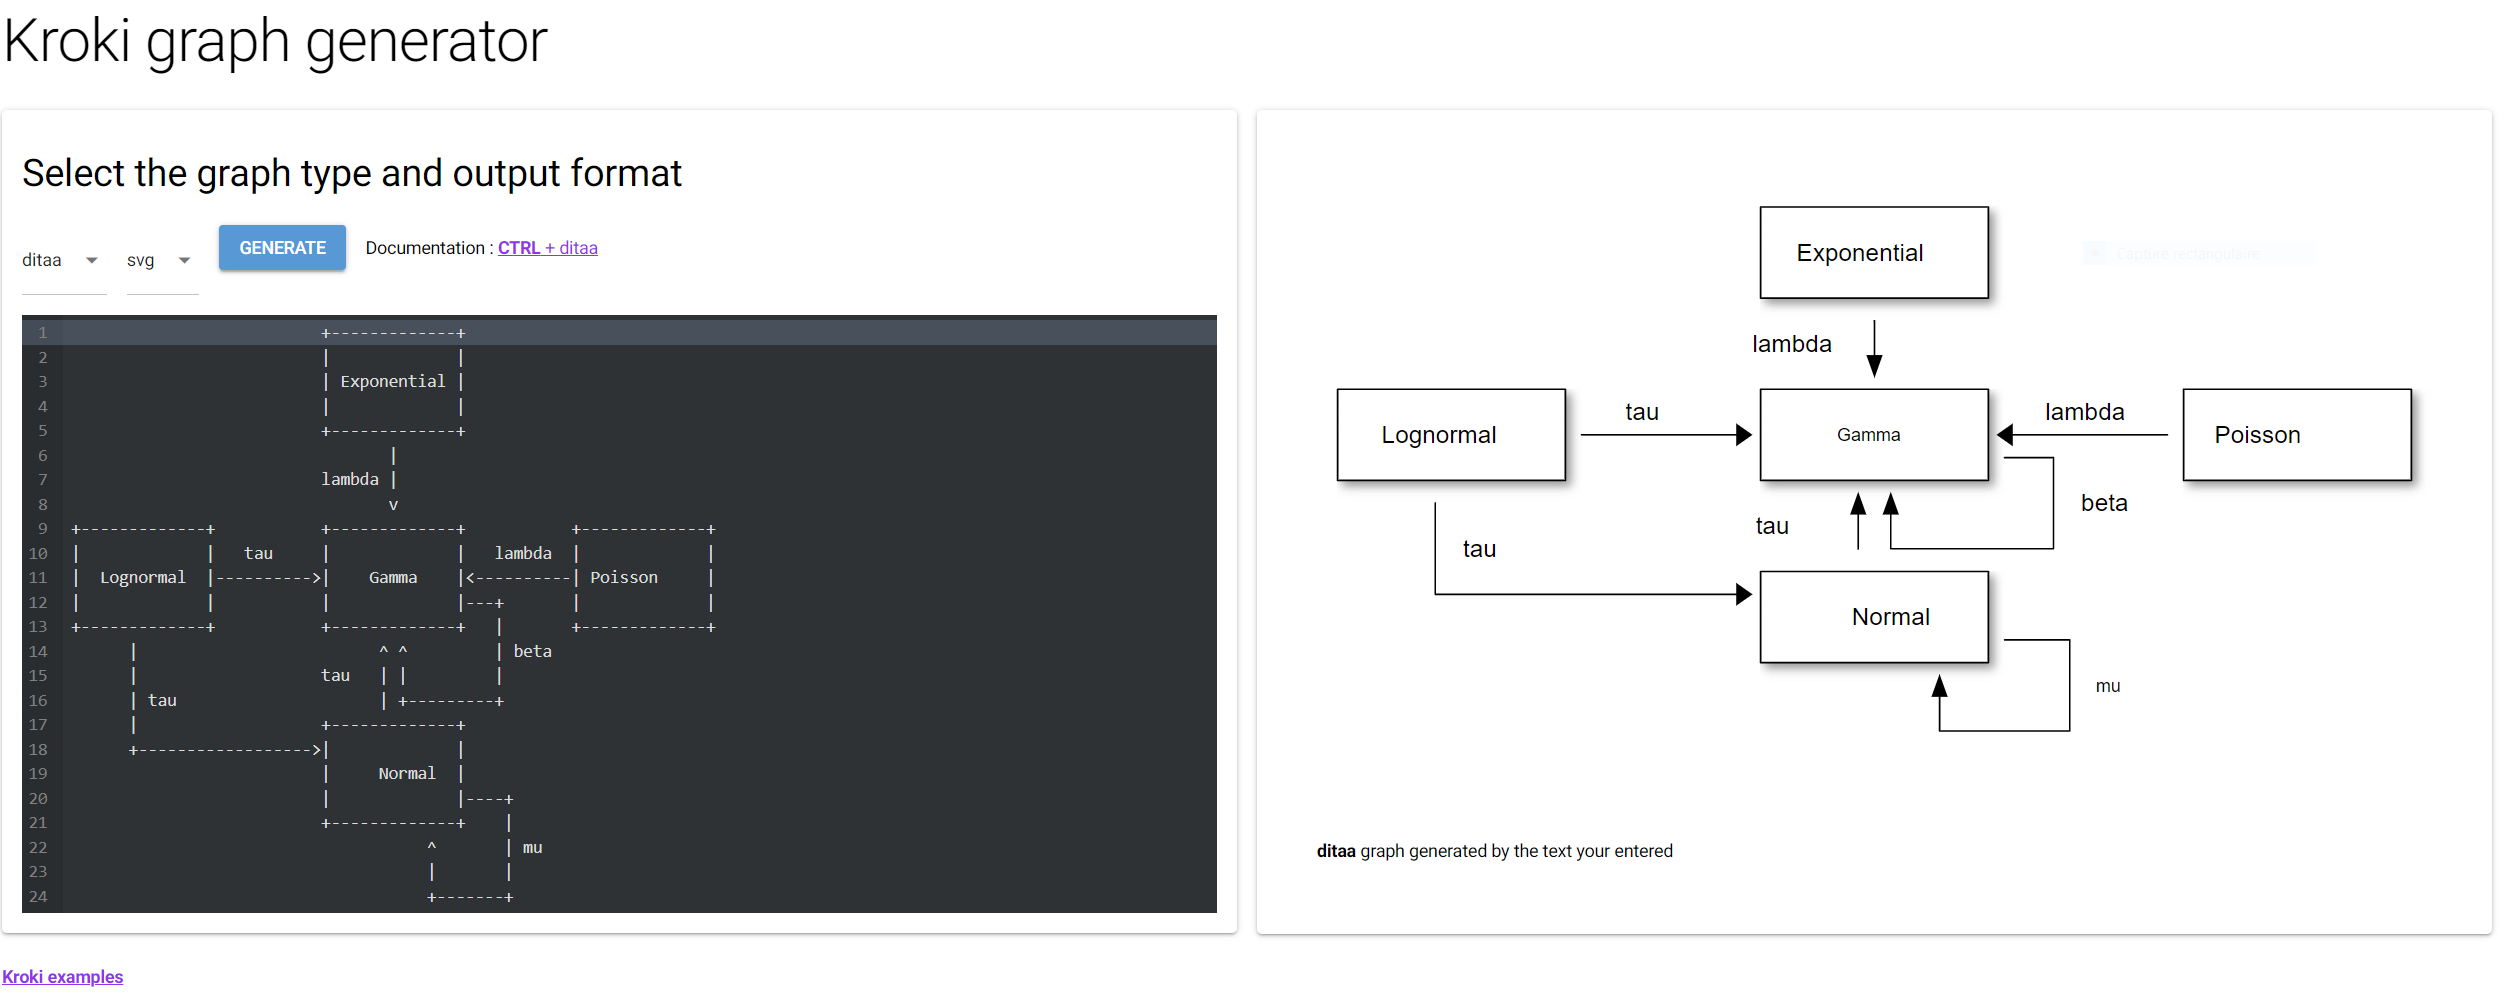 Kroki graph generator
Select the graph type and output format
ditaa svg GENERATE Documentation : CTRL + ditaa
1                            +-------------+
2                            |             |
3                            | Exponential |
4                            |             |
5                            +-------------+
6                                   |
7                            lambda |
8                                   v
9  +-------------+           +-------------+           +-------------+
10 |             |   tau     |             |   lambda  |             |
11 |  Lognormal  |---------->|    Gamma    |<----------| Poisson     |
12 |             |           |             |---+       |             |
13 +-------------+           +-------------+   |       +-------------+
14       |                         ^ ^         | beta
15       |                   tau   | |         |
16       | tau                     | +---------+
17       |                   +-------------+
18       +------------------>|             |
19                           |     Normal  |
20                           |             |----+
21                           +-------------+    |
22                                      ^       | mu
23                                      |       |
24                                      +-------+
Exponential
lambda
Lognormal
tau
Gamma
lambda
Poisson
beta
tau
tau
Normal
mu
ditaa graph generated by the text your entered
Kroki examples
Capture rectangulaire